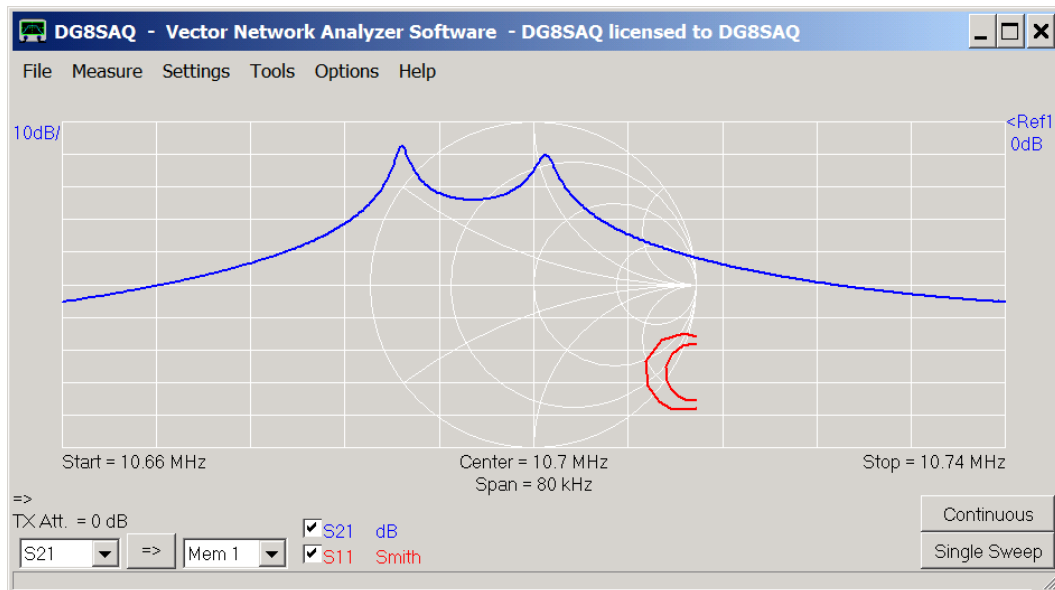 DG8SAQ - Vector Network Analyzer Software - DG8SAQ licensed to DG8SAQ
File Measure Settings Tools Options Help
10dB/
<Ref1
0dB
Start = 10.66 MHz Center = 10.7 MHz Stop = 10.74 MHz
Span = 80 kHz
=>
TX Att. = 0 dB
Continuous
S21 dB
S21 => Mem 1
S11 Smith
Single Sweep